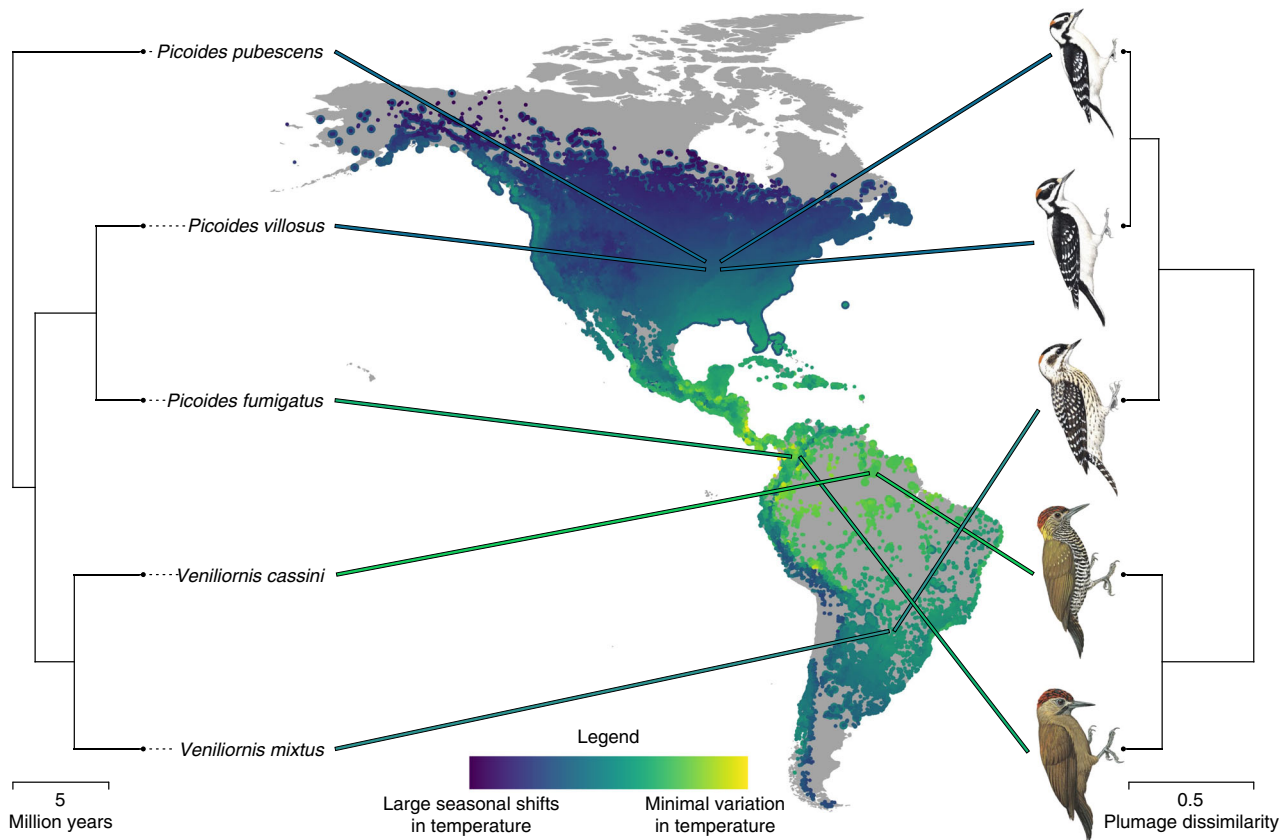 Picoides pubescens
Picoides villosus
Picoides fumigatus
Veniliornis cassini
Veniliornis mixtus
5
Million years
Legend
Large seasonal shifts
in temperature
Minimal variation
in temperature
0.5
Plumage dissimilarity